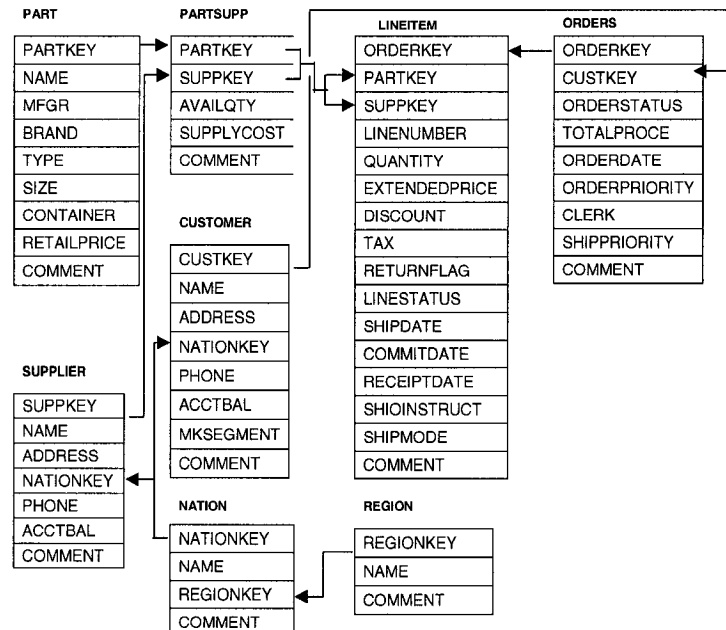 PART
PARTKEY
NAME
MFGR
BRAND
TYPE
SIZE
CONTAINER
RETAILPRICE
COMMENT
PARTSUPP
PARTKEY
SUPPKEY
AVAILQTY
SUPPLYCOST
COMMENT
LINEITEM
ORDERKEY
PARTKEY
SUPPKEY
LINENUMBER
QUANTITY
EXTENDEDPRICE
DISCOUNT
TAX
RETURNFLAG
LINESTATUS
SHIPDATE
COMMITDATE
RECEIPTDATE
SHIOINSTRUCT
SHIPMODE
COMMENT
ORDERS
ORDERKEY
CUSTKEY
ORDERSTATUS
TOTALPROCE
ORDERDATE
ORDERPRIORITY
CLERK
SHIPPRIORITY
COMMENT
CUSTOMER
CUSTKEY
NAME
ADDRESS
NATIONKEY
PHONE
ACCTBAL
MKSEGMENT
COMMENT
SUPPLIER
SUPPKEY
NAME
ADDRESS
NATIONKEY
PHONE
ACCTBAL
COMMENT
NATION
NATIONKEY
NAME
REGIONKEY
COMMENT
REGION
REGIONKEY
NAME
COMMENT